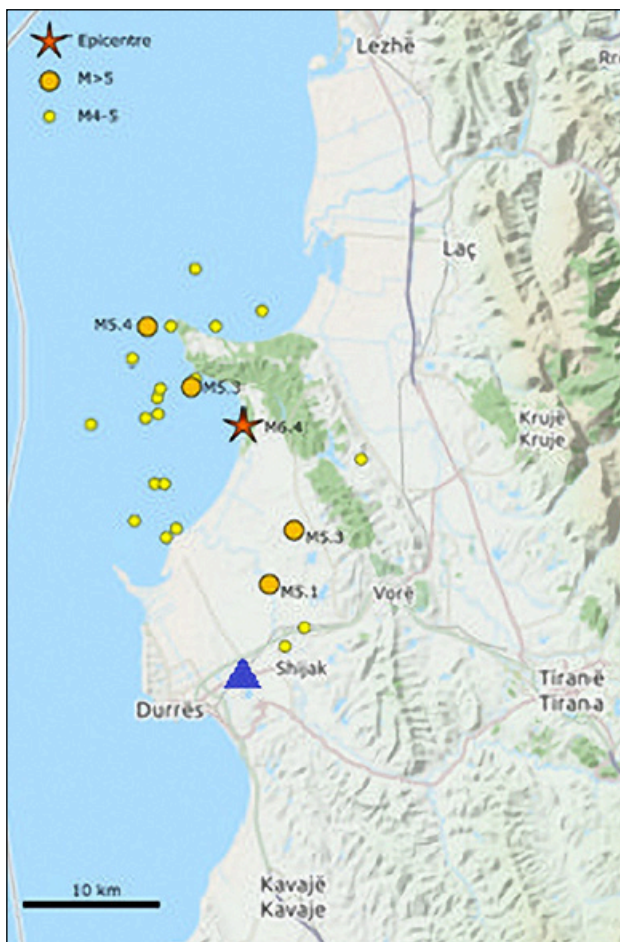 Epicentre
Lezhë
Rr
M>5
M4-5
Laç
M5.4
M5.3
Krujë
Kruje
M6.4
M5.3
M5.1
Vorë
Shijak
Tiranë
Tirana
Durrës
10 km
Kavajë
Kavaje